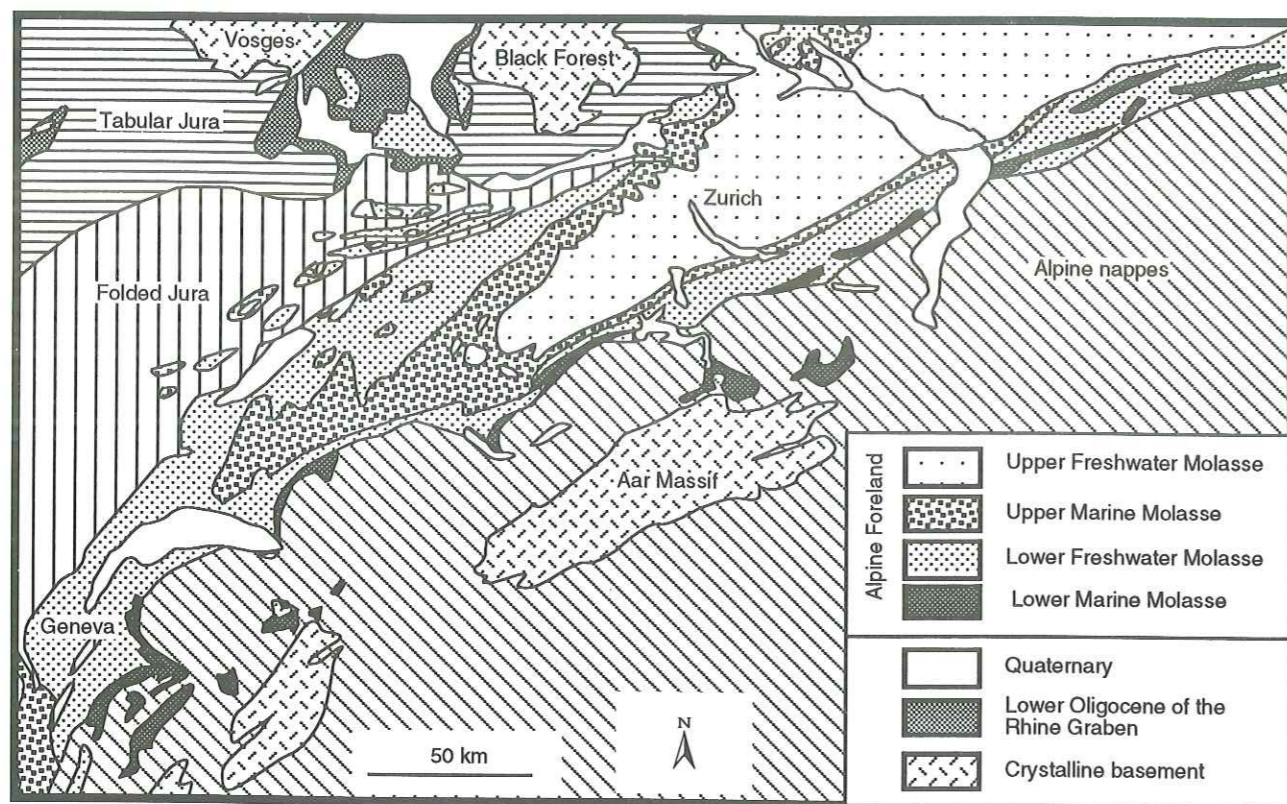 Vosges
Black Forest
Tabular Jura
Zurich
Folded Jura
Alpine nappes
Aar Massif
Geneva
50 km
N
Alpine Foreland
Upper Freshwater Molasse
Upper Marine Molasse
Lower Freshwater Molasse
Lower Marine Molasse
Quaternary
Lower Oligocene of the
Rhine Graben
Crystalline basement